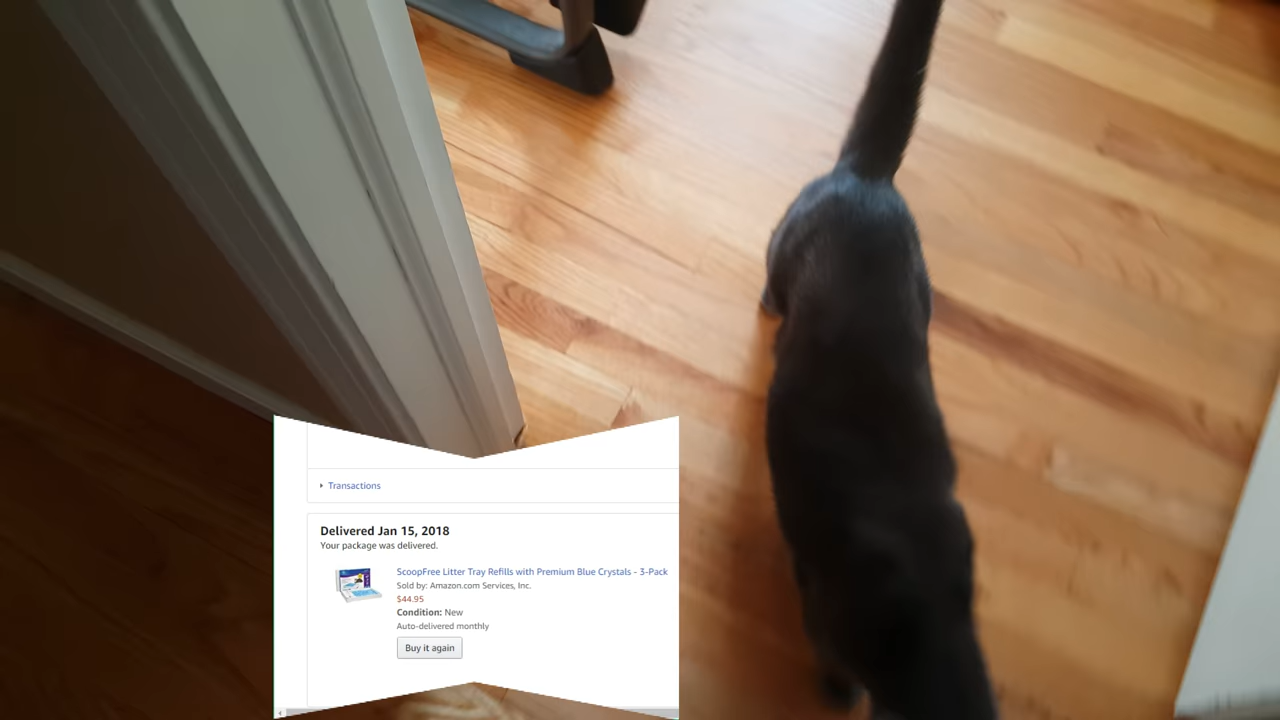 Transactions
Delivered Jan 15, 2018
Your package was delivered.
ScoopFree Litter Tray Refills with Premium Blue Crystals - 3-Pack
Sold by: Amazon.com Services, Inc.
$44.95
Condition: New
Auto-delivered monthly
Buy it again